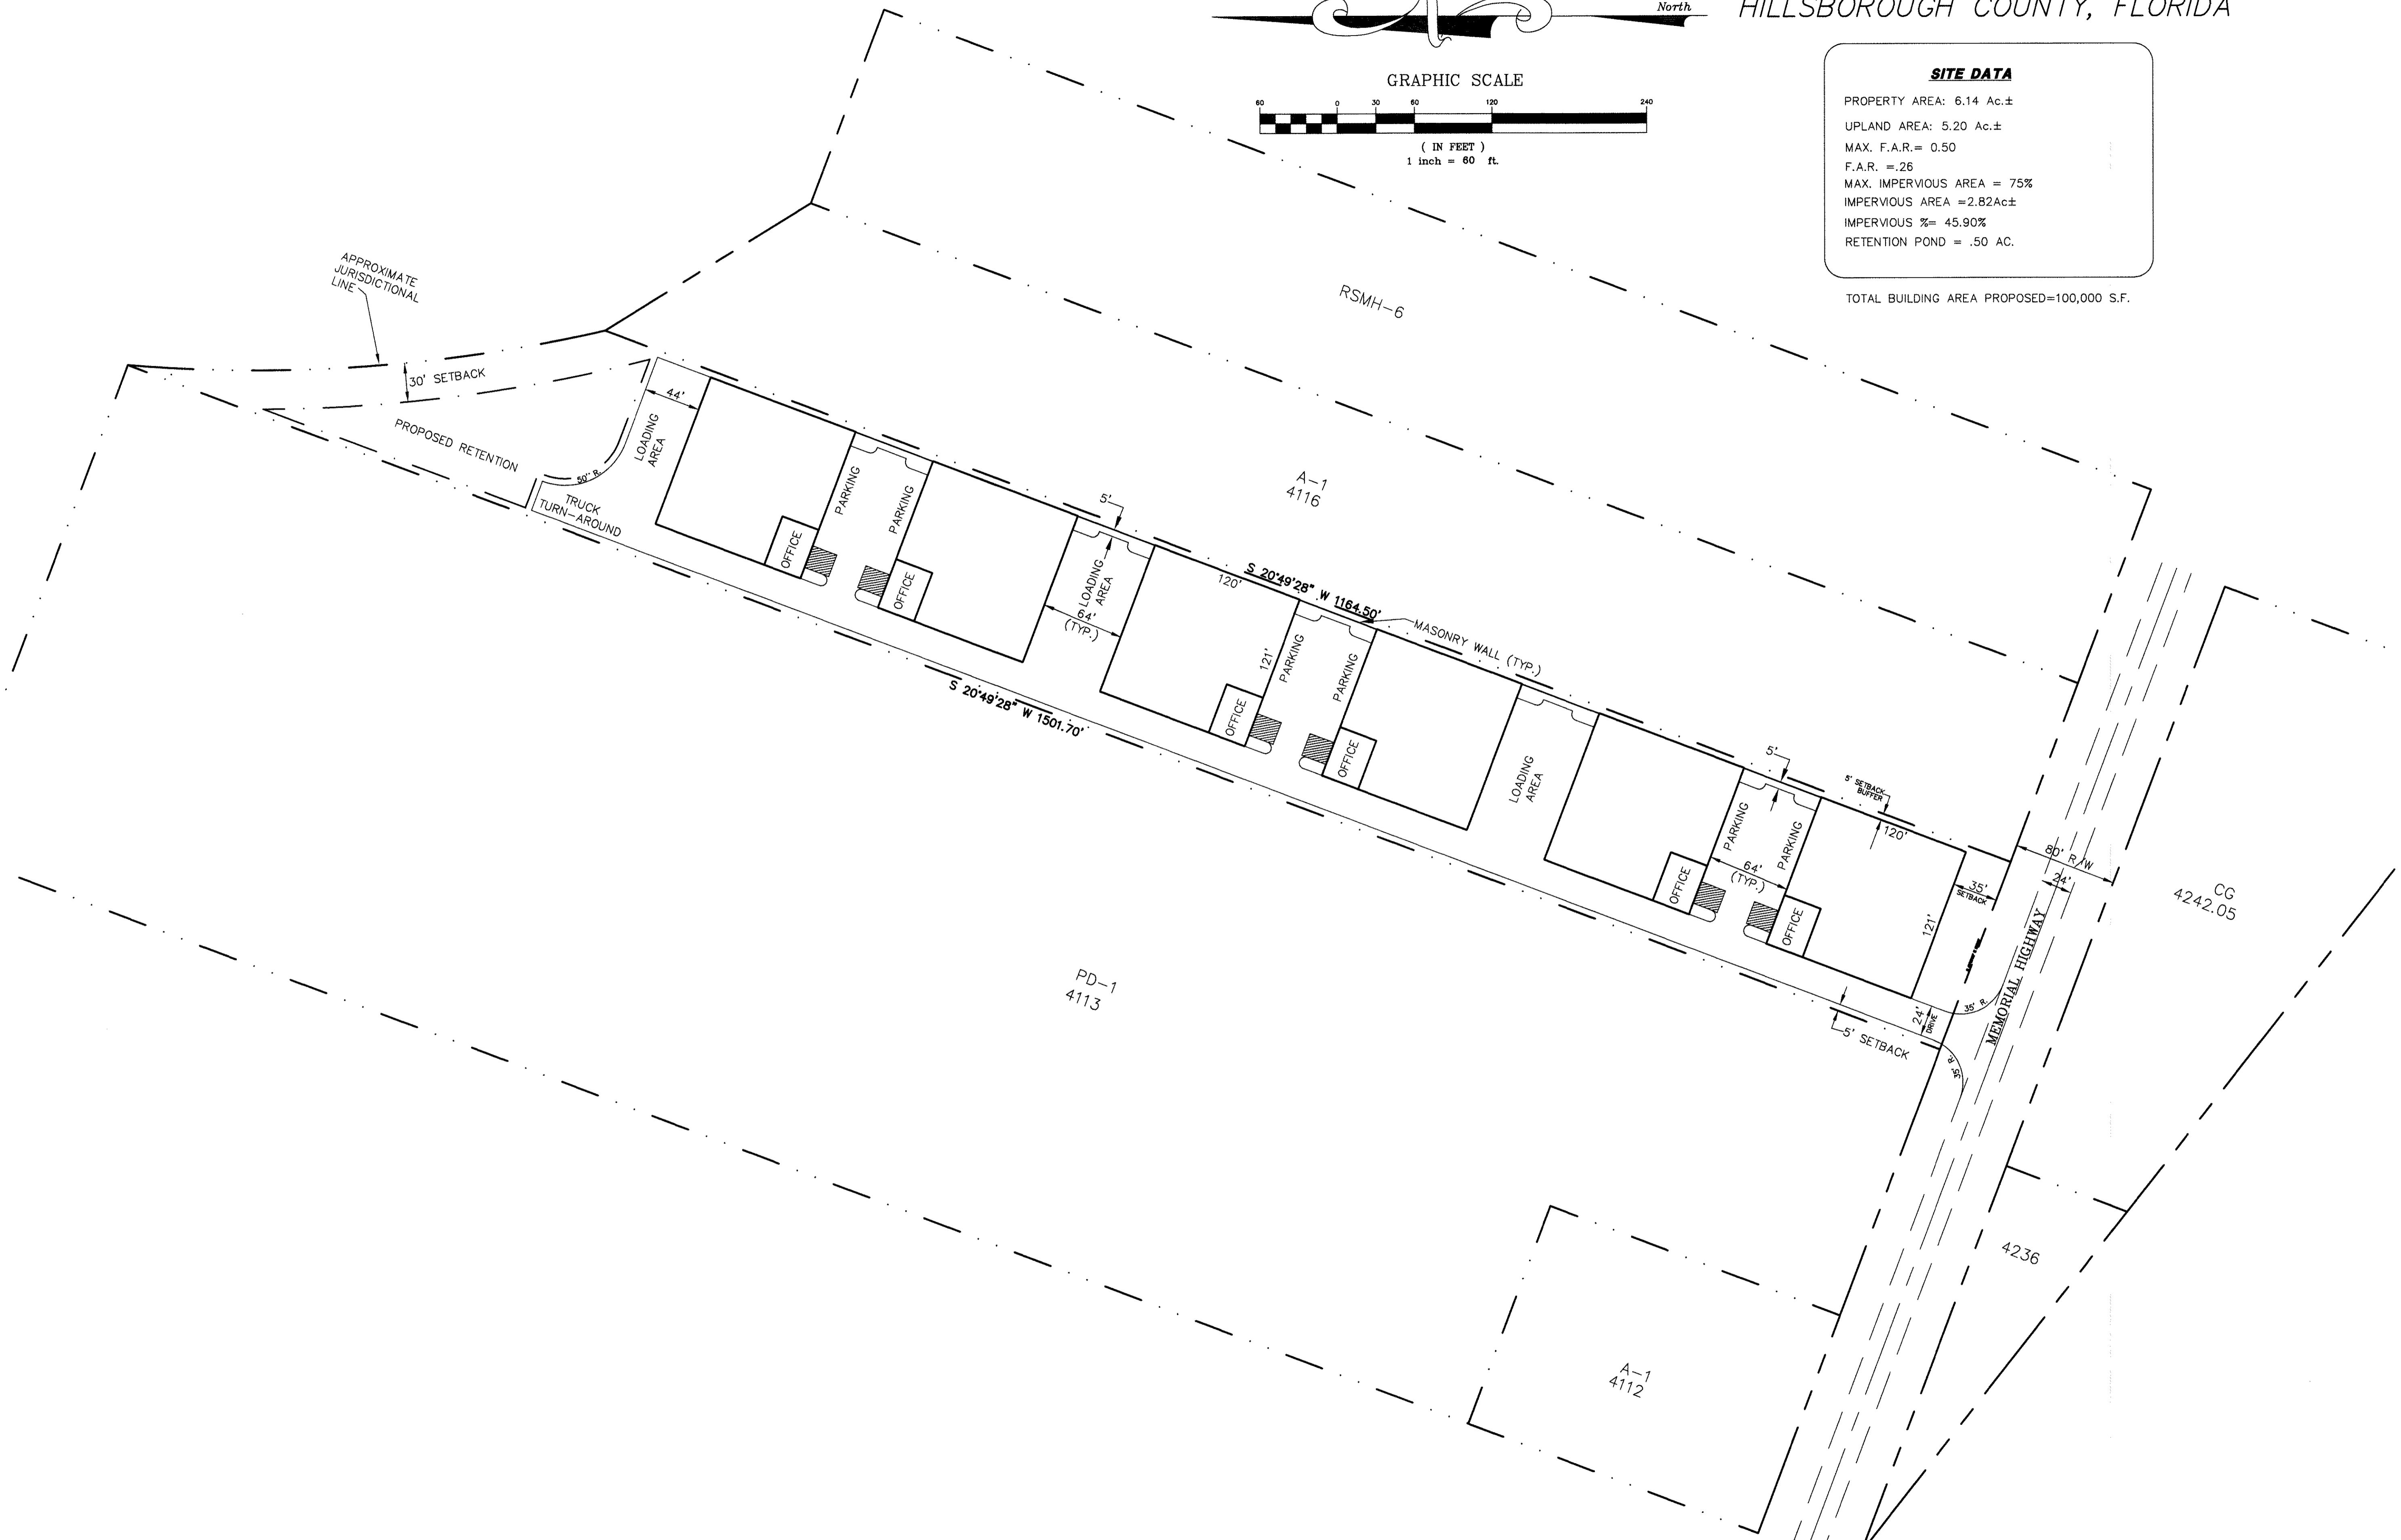 North
HILLSBOROUGH COUNTY, FLORIDA
GRAPHIC SCALE
60 0 30 60 120 240
( IN FEET )
1 inch = 60 ft.
SITE DATA
PROPERTY AREA: 6.14 Ac.±
UPLAND AREA: 5.20 Ac.±
MAX. F.A.R.= 0.50
F.A.R. =.26
MAX. IMPERVIOUS AREA = 75%
IMPERVIOUS AREA =2.82Ac±
IMPERVIOUS %= 45.90%
RETENTION POND = .50 AC.
TOTAL BUILDING AREA PROPOSED=100,000 S.F.
RSMH-6
APPROXIMATE
JURISDICTIONAL
LINE
30' SETBACK
PROPOSED RETENTION
44'
LOADING
AREA
50' R.
TRUCK
TURN-AROUND
A-1
4116
PARKING
PARKING
OFFICE
OFFICE
5'
LOADING
AREA
64'
(TYP.)
120'
S 20°49'28" W 1164.50'
MASONRY WALL (TYP.)
121'
PARKING
PARKING
OFFICE
OFFICE
S 20°49'28" W 1501.70'
LOADING
AREA
5'
5' SETBACK
BUFFER
120'
PARKING
PARKING
64'
(TYP.)
OFFICE
OFFICE
121'
35'
SETBACK
80' R/W
24'
CG
4242.05
MEMORIAL HIGHWAY
35' R.
24'
DRIVE
35' R.
5' SETBACK
PD-1
4113
4236
A-1
4112